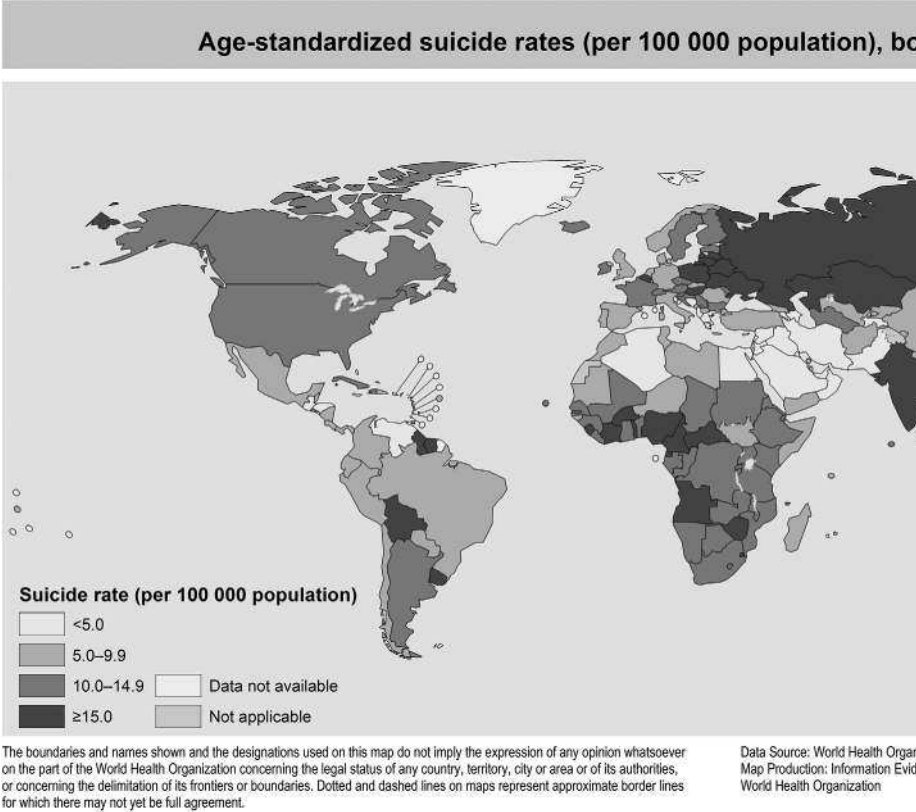 Age-standardized suicide rates (per 100 000 population),
Suicide rate (per 100 000 population)
<5.0
5.0–9.9
10.0–14.9
Data not available
≥15.0
Not applicable
The boundaries and names shown and the designations used on this map do not imply the expression of any opinion whatsoever
on the part of the World Health Organization concerning the legal status of any country, territory, city or area or of its authorities,
or concerning the delimitation of its frontiers or boundaries. Dotted and dashed lines on maps represent approximate border lines
for which there may not yet be full agreement.
Data Source: World Health
Map Production: Information
World Health Organization